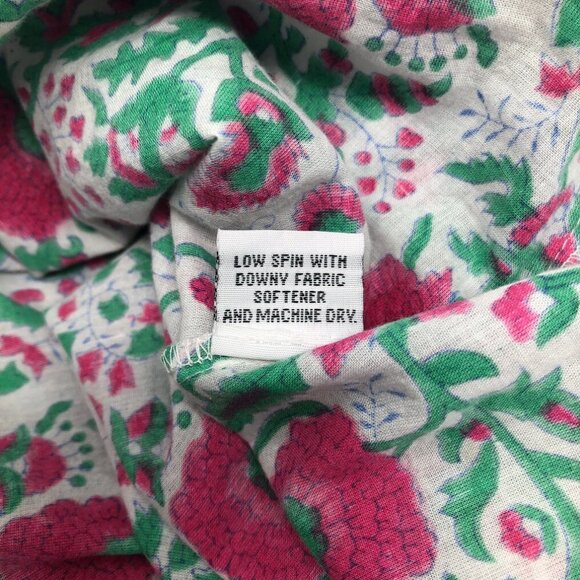 LOW SPIN WITH
DOWNY FABRIC
SOFTENER
AND MACHINE DRY.